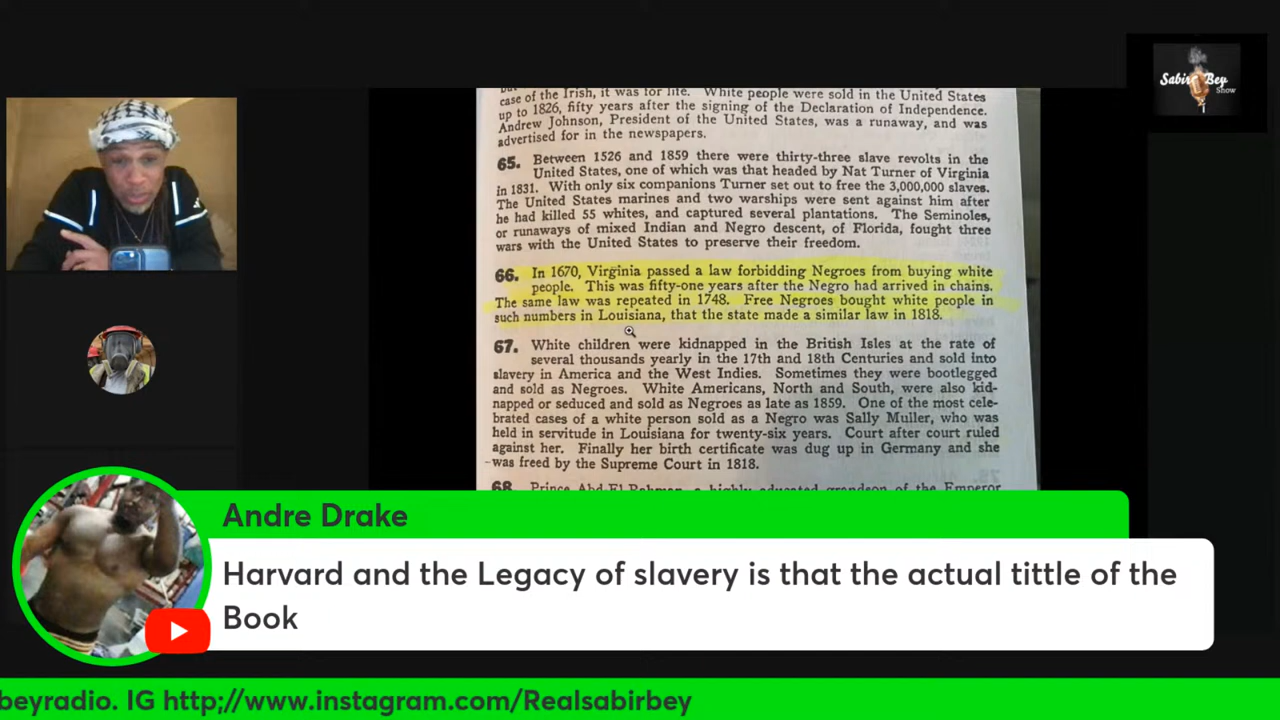 Sabir Bey
Show
case of the Irish, it was for life. White people were sold in the United States
up to 1826, fifty years after the signing of the Declaration of Independence.
Andrew Johnson, President of the United States, was a runaway, and was
advertised for in the newspapers.
65. Between 1526 and 1859 there were thirty-three slave revolts in the
United States, one of which was that headed by Nat Turner of Virginia
in 1831. With only six companions Turner set out to free the 3,000,000 slaves.
The United States marines and two warships were sent against him after
he had killed 55 whites, and captured several plantations. The Seminoles,
or runaways of mixed Indian and Negro descent, of Florida, fought three
wars with the United States to preserve their freedom.
66. In 1670, Virginia passed a law forbidding Negroes from buying white
people. This was fifty-one years after the Negro had arrived in chains.
The same law was repeated in 1748. Free Negroes bought white people in
such numbers in Louisiana, that the state made a similar law in 1818.
67. White children were kidnapped in the British Isles at the rate of
several thousands yearly in the 17th and 18th Centuries and sold into
slavery in America and the West Indies. Sometimes they were bootlegged
and sold as Negroes. White Americans, North and South, were also kid-
napped or seduced and sold as Negroes as late as 1859. One of the most cele-
brated cases of a white person sold as a Negro was Sally Muller, who was
held in servitude in Louisiana for twenty-six years. Court after court ruled
against her. Finally her birth certificate was dug up in Germany and she
was freed by the Supreme Court in 1818.
68. Prince Abd-El-Rahman, a highly educated grandson of the Emperor
Andre Drake
Harvard and the Legacy of slavery is that the actual tittle of the
Book
beyradio. IG http;//www.instagram.com/Realsabirbey